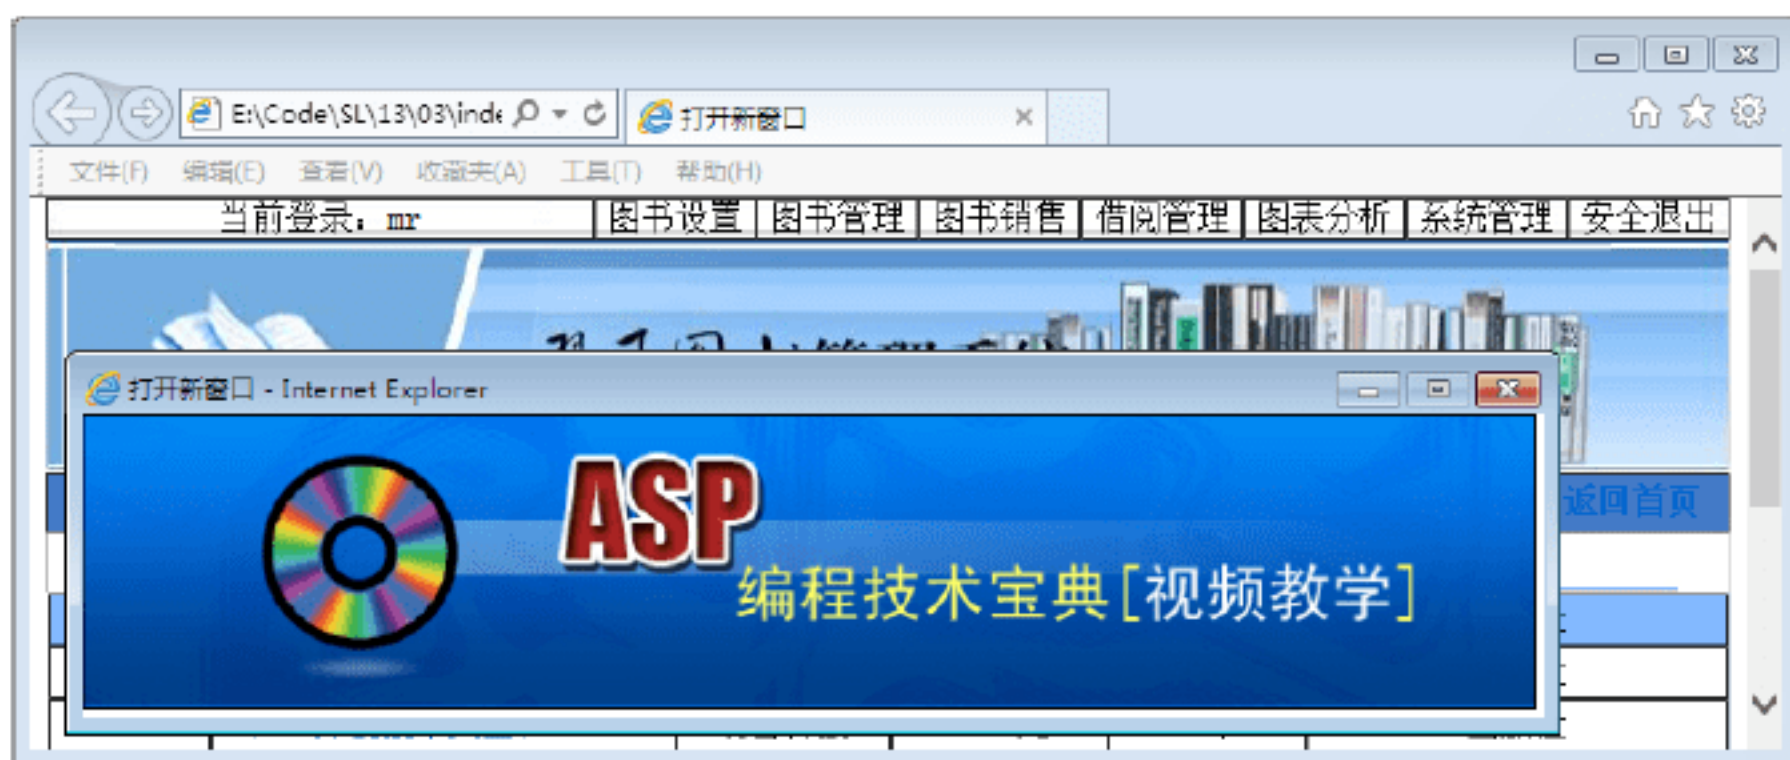 E:\Code\SL\13\03\inde
打开新窗口
文件(F) 编辑(E) 查看(V) 收藏夹(A) 工具(T) 帮助(H)
当前登录：mr 图书设置 图书管理 图书销售 借阅管理 图表分析 系统管理 安全退出
打开新窗口 - Internet Explorer
ASP
编程技术宝典[视频教学]
返回首页